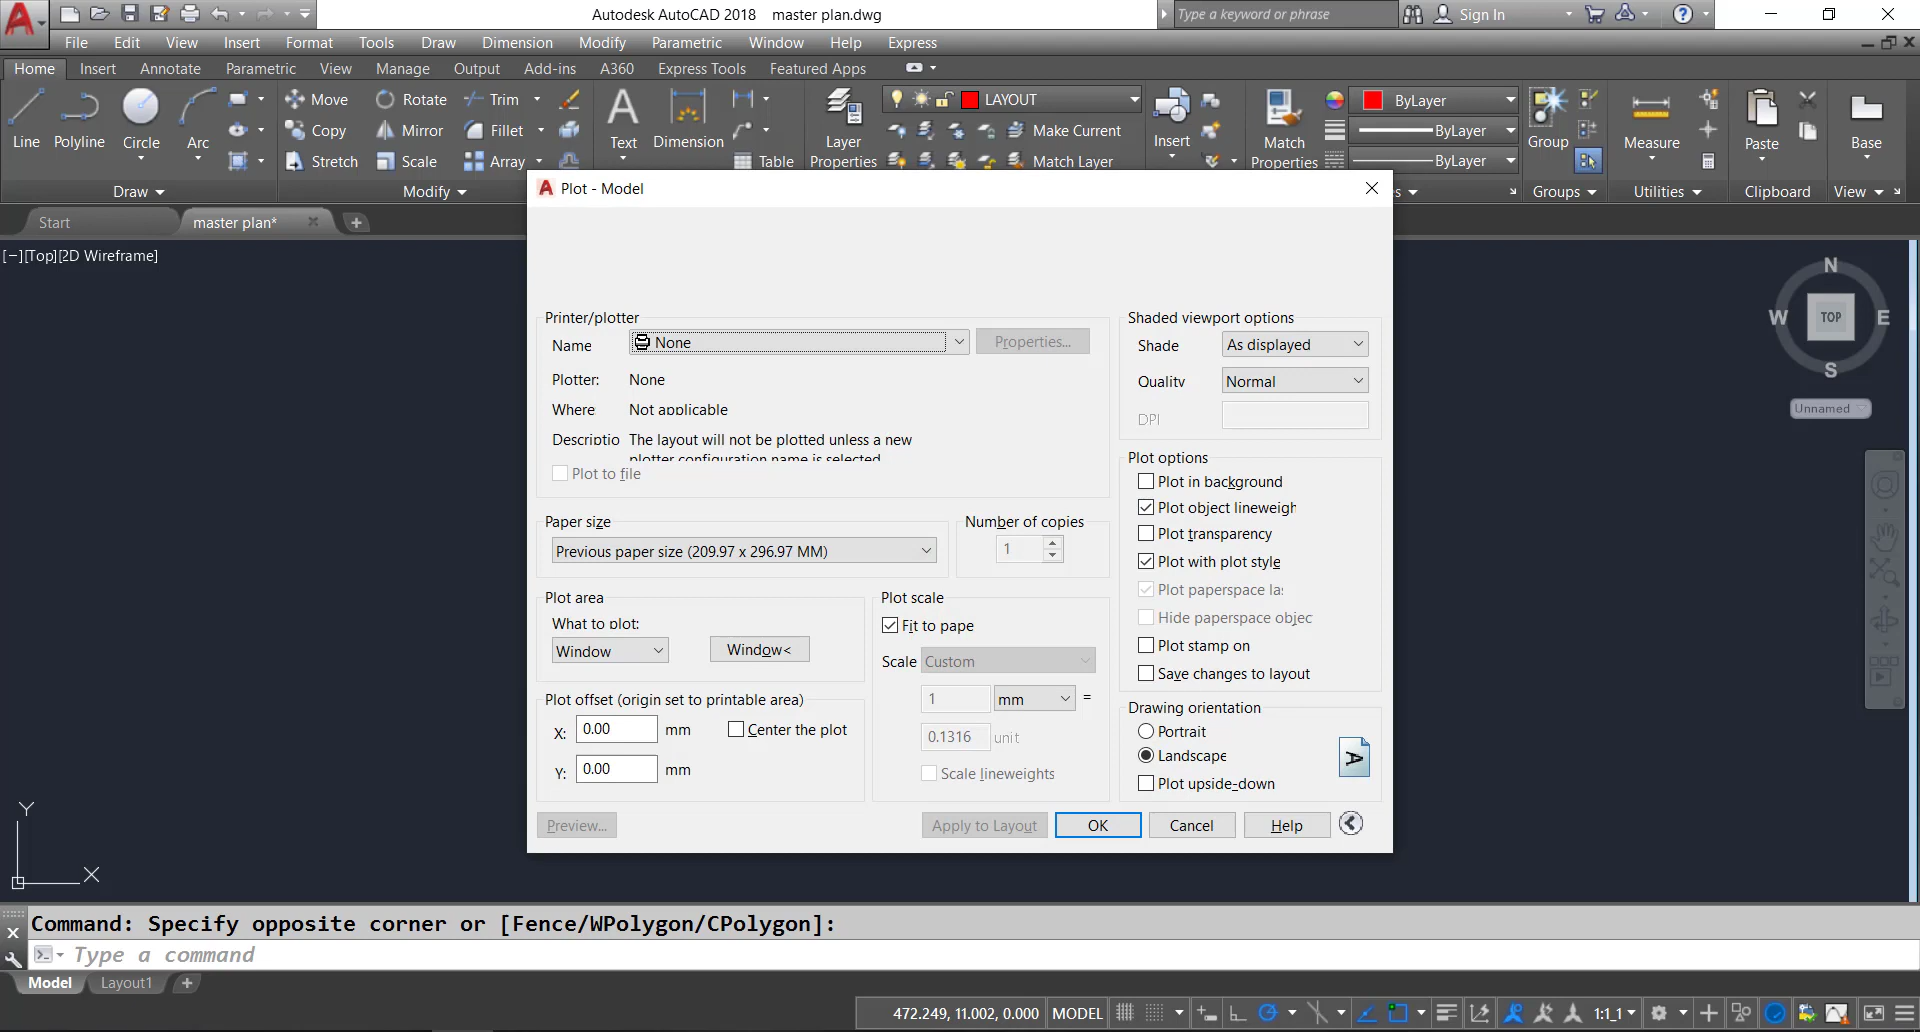 Autodesk AutoCAD 2018 master plan.dwg
Type a keyword or phrase
Sign In
File Edit View Insert Format Tools Draw Dimension Modify Parametric Window Help Express
Home Insert Annotate Parametric View Manage Output Add-ins A360 Express Tools Featured Apps
Line Polyline Circle Arc
Move Rotate Trim
Copy Mirror Fillet
Stretch Scale Array
Text Dimension
Table
Layer
Properties
LAYOUT
Make Current
Match Layer
Insert
Match
Properties
ByLayer
ByLayer
ByLayer
Group
Measure
Paste
Base
Draw Modify
Groups Utilities Clipboard View
Start master plan*
[−][Top][2D Wireframe]
N
W TOP E
S
Unnamed
Plot - Model
Printer/plotter
Name None Properties...
Plotter: None
Where Not applicable
Descriptio The layout will not be plotted unless a new
plotter configuration name is selected
Plot to file
Paper size
Previous paper size (209.97 x 296.97 MM)
Number of copies
1
Plot area
What to plot:
Window Window<
Plot offset (origin set to printable area)
X: 0.00 mm Center the plot
Y: 0.00 mm
Plot scale
Fit to pape
Scale Custom
1 mm =
0.1316 unit
Scale lineweights
Shaded viewport options
Shade As displayed
Quality Normal
DPI
Plot options
Plot in background
Plot object lineweigh
Plot transparency
Plot with plot style
Plot paperspace las
Hide paperspace objec
Plot stamp on
Save changes to layout
Drawing orientation
Portrait
Landscape
Plot upside-down
Preview... Apply to Layout OK Cancel Help
Y
X
Command: Specify opposite corner or [Fence/WPolygon/CPolygon]:
Type a command
Model Layout1 +
472.249, 11.002, 0.000 MODEL 1:1_1